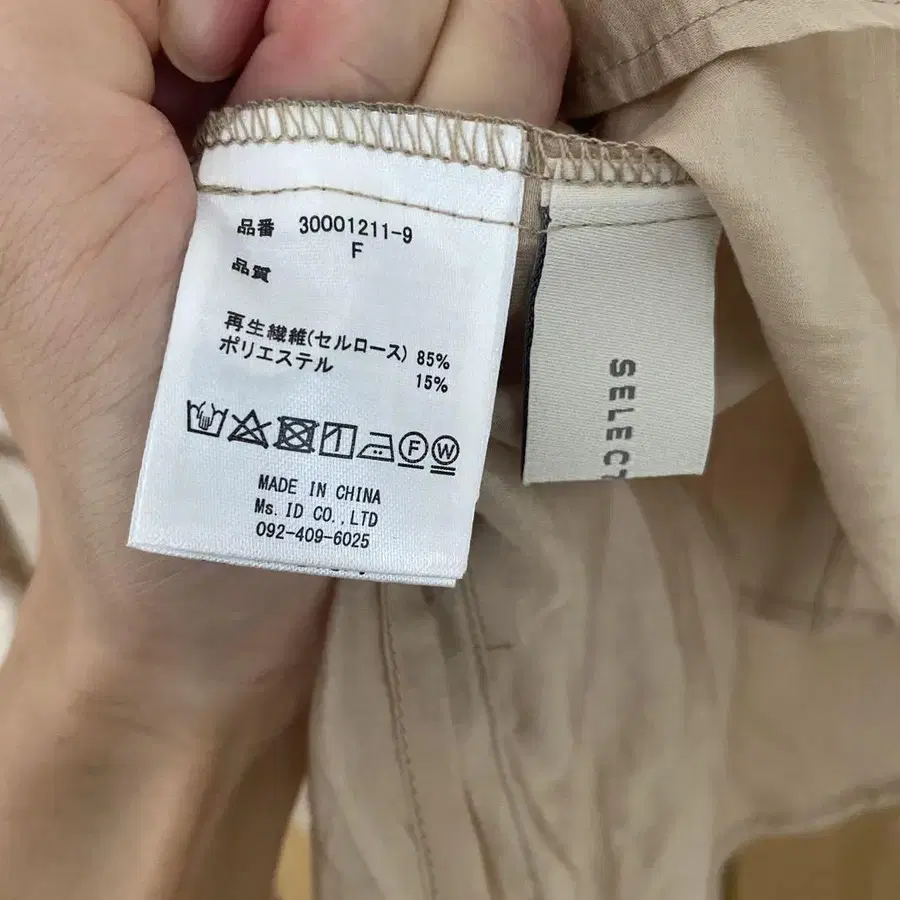 品番 30001211-9
F
品質
再生繊維(セルロース) 85%
ポリエステル 15%
F W
MADE IN CHINA
Ms. ID CO.,LTD
092-409-6025
SELECT